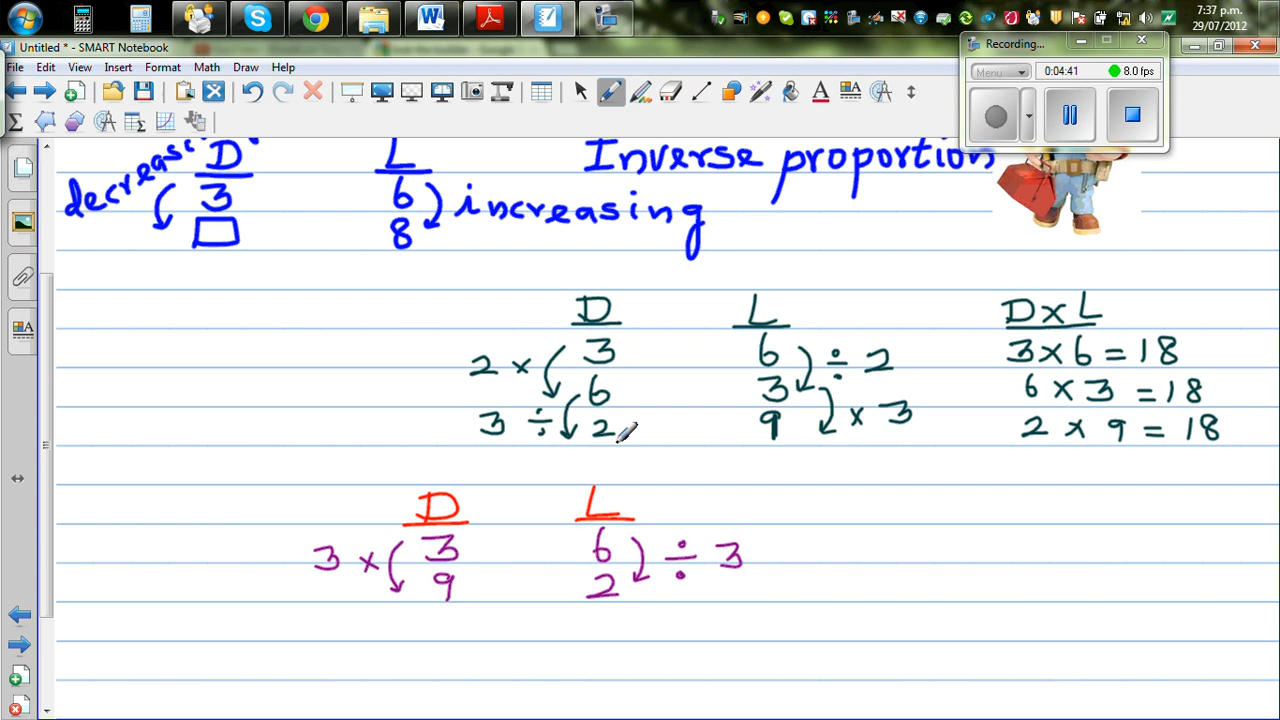 7:37 p.m.
29/07/2012
Untitled * - SMART Notebook
File Edit View Insert Format Math Draw Help
Recording...
Menu 0:04:41 8.0 fps
decreasing D L Inverse proportion
3 6 increasing
8
D L D x L
2 x 3 6 ÷ 2 3 x 6 = 18
6 3 6 x 3 = 18
3 ÷ 2 9 x 3 2 x 9 = 18
D L
3 x 3 6 ÷ 3
9 2